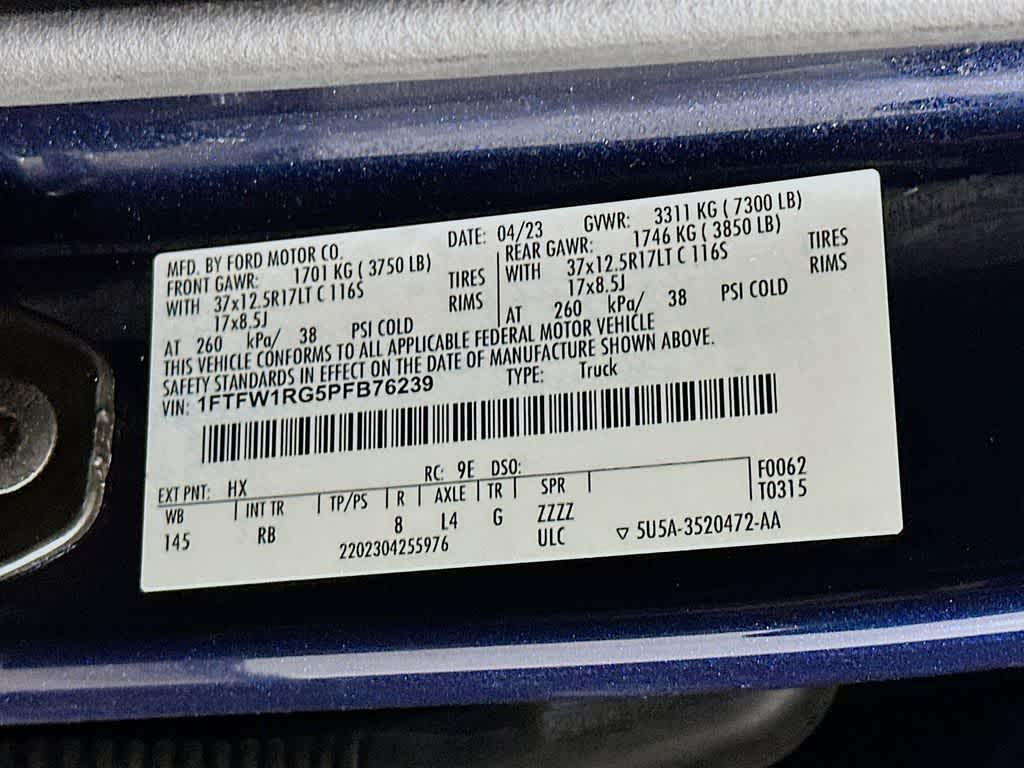 MFD. BY FORD MOTOR CO.
DATE: 04/23 GVWR: 3311 KG ( 7300 LB)
FRONT GAWR: 1701 KG ( 3750 LB)
WITH 37x12.5R17LT C 116S TIRES
17x8.5J RIMS
AT 260 kPa/ 38 PSI COLD
REAR GAWR: 1746 KG ( 3850 LB)
WITH 37x12.5R17LT C 116S TIRES
17x8.5J RIMS
AT 260 kPa/ 38 PSI COLD
THIS VEHICLE CONFORMS TO ALL APPLICABLE FEDERAL MOTOR VEHICLE
SAFETY STANDARDS IN EFFECT ON THE DATE OF MANUFACTURE SHOWN ABOVE.
VIN: 1FTFW1RG5PFB76239 TYPE: Truck
EXT PNT: HX RC: 9E DSO: F0062
WB INT TR TP/PS R AXLE TR SPR T0315
145 RB 8 L4 G ZZZZ
2202304255976 ULC ▽ 5U5A-3520472-AA